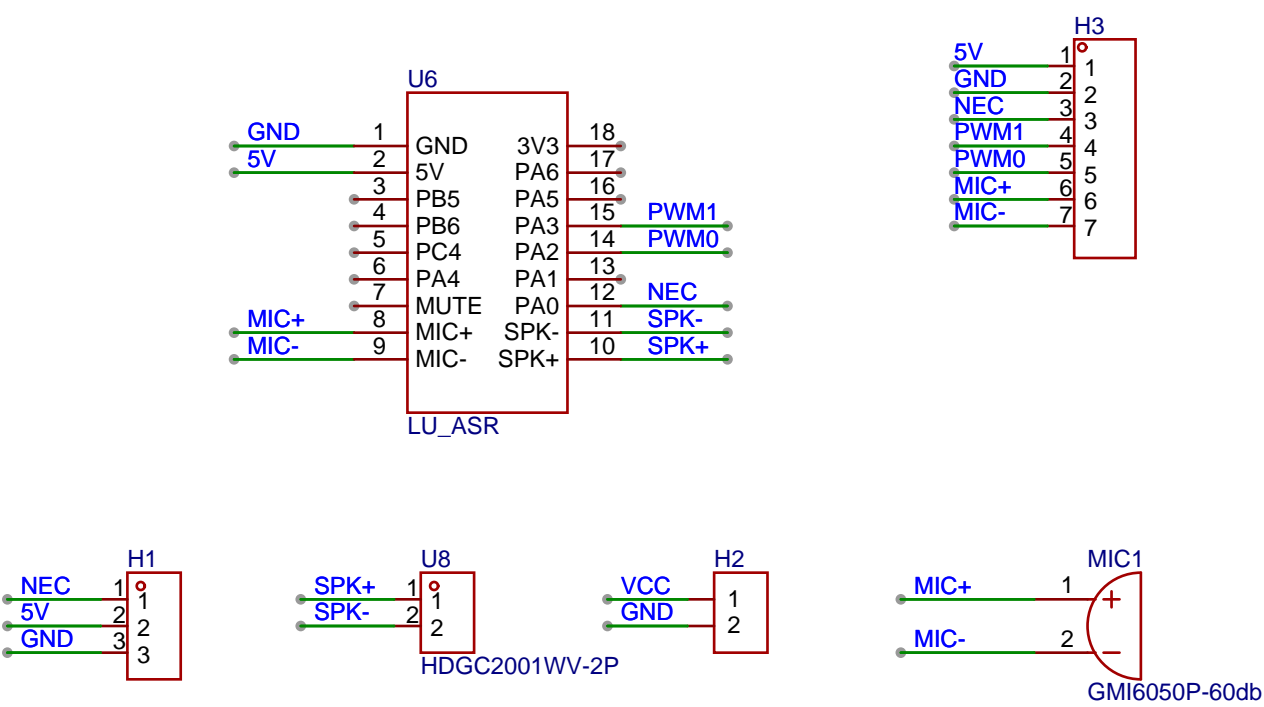 H3
5V 1 1
GND 2 2
NEC 3 3
PWM1 4 4
PWM0 5 5
MIC+ 6 6
MIC- 7 7
U6
GND 1 GND 3V3 18
5V 2 5V PA6 17
3 PB5 PA5 16
4 PB6 PA3 15 PWM1
5 PC4 PA2 14 PWM0
6 PA4 PA1 13
7 MUTE PA0 12 NEC
MIC+ 8 MIC+ SPK- 11 SPK-
MIC- 9 MIC- SPK+ 10 SPK+
LU_ASR
H1
NEC 1 1
5V 2 2
GND 3 3
U8
SPK+ 1 1
SPK- 2 2
HDGC2001WV-2P
H2
VCC 1
GND 2
MIC1
MIC+ 1 +
MIC- 2 −
GMI6050P-60db